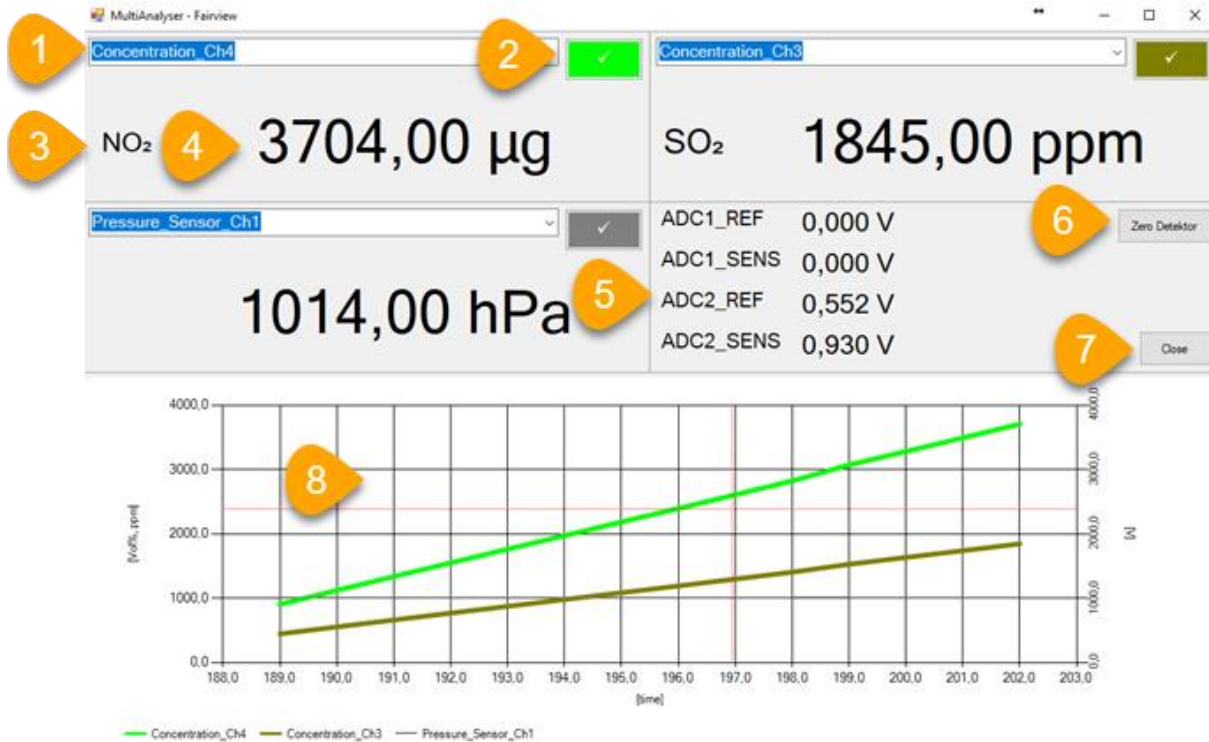 MultiAnalyser - Fairview
1
Concentration_Ch4
2
✓
Concentration_Ch3
✓
3
NO₂
4
3704,00 µg
SO₂
1845,00 ppm
Pressure_Sensor_Ch1
✓
1014,00 hPa
5
ADC1_REF 0,000 V
ADC1_SENS 0,000 V
ADC2_REF 0,552 V
ADC2_SENS 0,930 V
6
Zero Detektor
7
Close
8
[Vol%, ppm]
4000,0
3000,0
2000,0
1000,0
0,0
4000,0
3000,0
2000,0
1000,0
0,0
M
188,0 189,0 190,0 191,0 192,0 193,0 194,0 195,0 196,0 197,0 198,0 199,0 200,0 201,0 202,0 203,0
[time]
Concentration_Ch4 Concentration_Ch3 Pressure_Sensor_Ch1